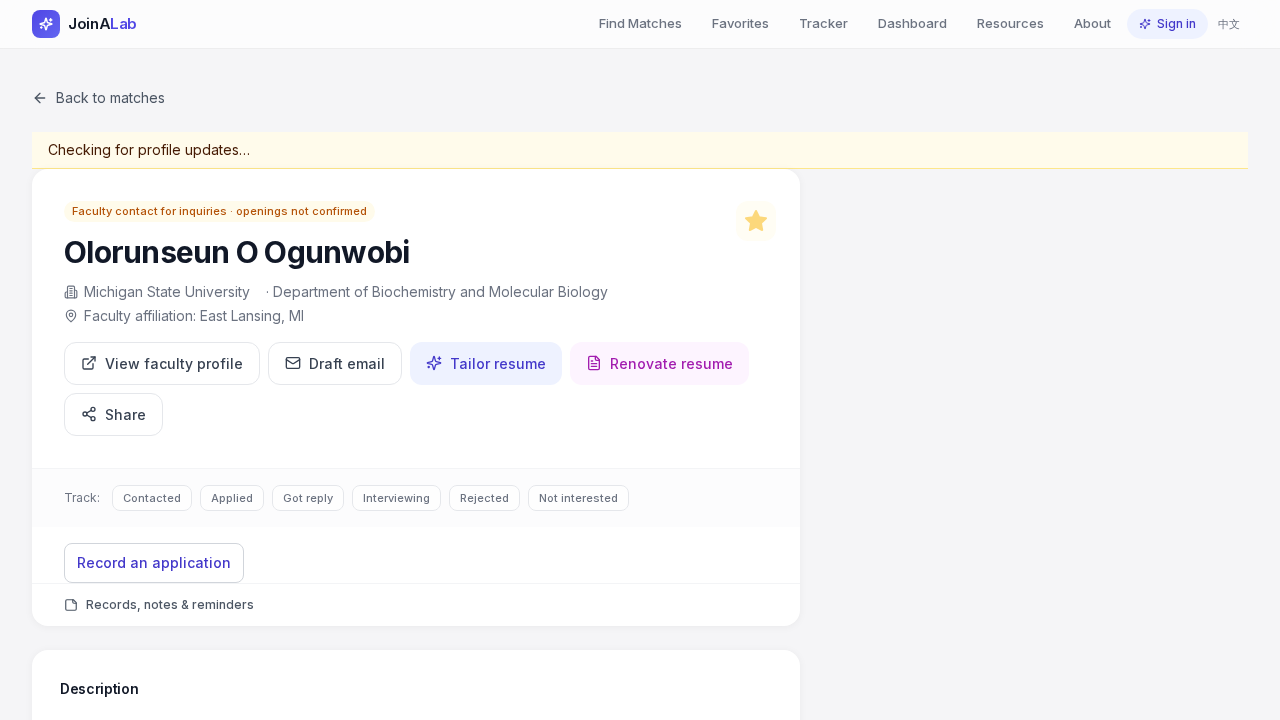 JoinALab
Find Matches
Favorites
Tracker
Dashboard
Resources
About
Sign in
中文
Back to matches
Checking for profile updates…
Faculty contact for inquiries · openings not confirmed
Olorunseun O Ogunwobi
Michigan State University · Department of Biochemistry and Molecular Biology
Faculty affiliation: East Lansing, MI
View faculty profile
Draft email
Tailor resume
Renovate resume
Share
Track:
Contacted
Applied
Got reply
Interviewing
Rejected
Not interested
Record an application
Records, notes & reminders
Description